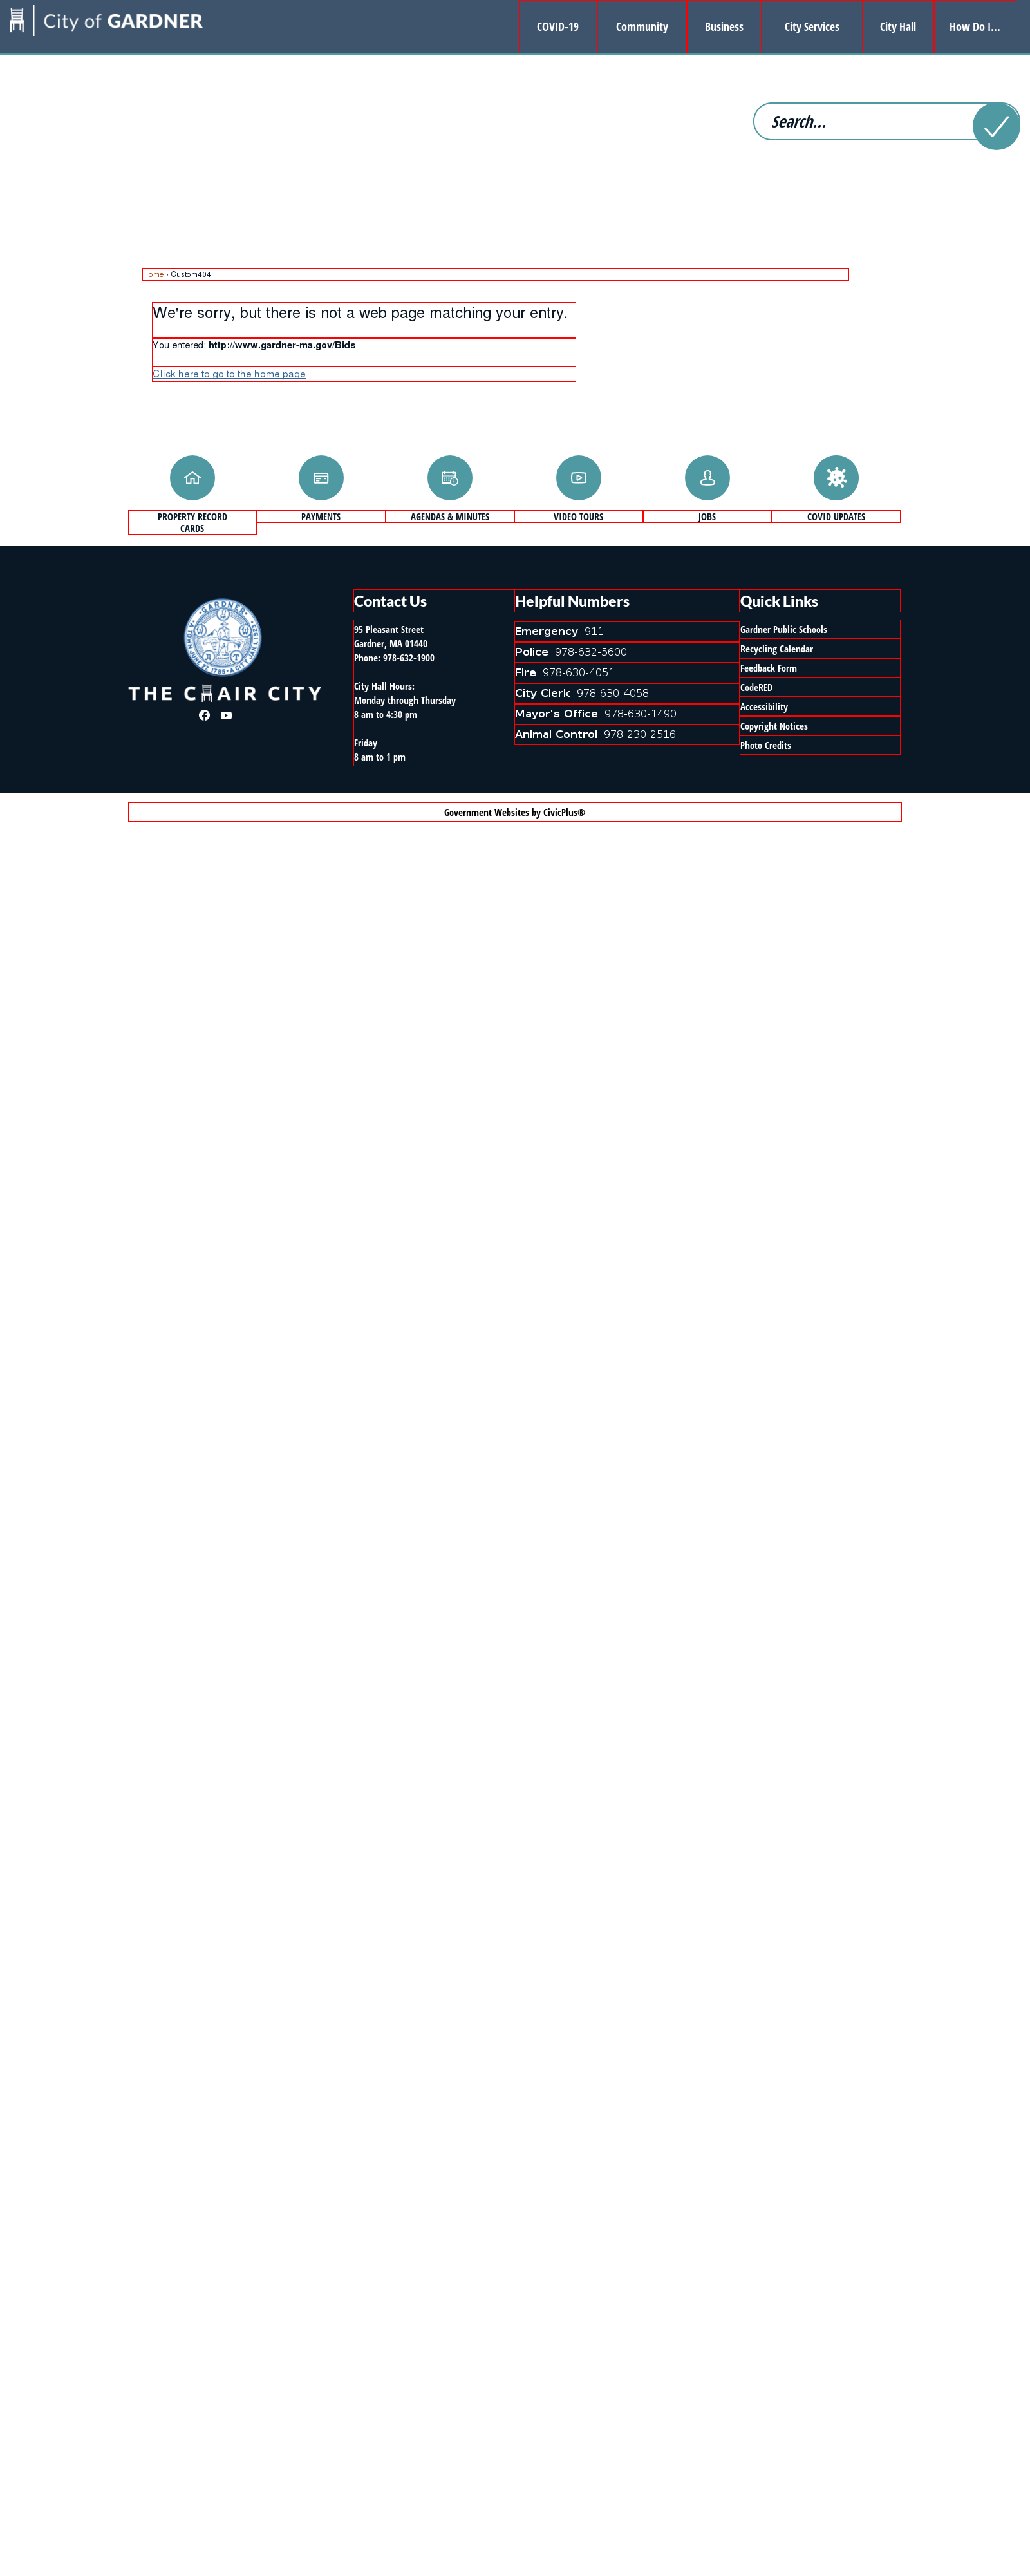 City of GARDNER
COVID-19
Community
Business
City Services
City Hall
How Do I...
Search...
Home › Custom404
We're sorry, but there is not a web page matching your entry.
You entered: http://www.gardner-ma.gov/Bids
Click here to go to the home page
PROPERTY RECORD
CARDS
PAYMENTS
AGENDAS & MINUTES
VIDEO TOURS
JOBS
COVID UPDATES
THE CHAIR CITY
Contact Us
95 Pleasant Street
Gardner, MA 01440
Phone: 978-632-1900
City Hall Hours:
Monday through Thursday
8 am to 4:30 pm
Friday
8 am to 1 pm
Helpful Numbers
Emergency 911
Police 978-632-5600
Fire 978-630-4051
City Clerk 978-630-4058
Mayor's Office 978-630-1490
Animal Control 978-230-2516
Quick Links
Gardner Public Schools
Recycling Calendar
Feedback Form
CodeRED
Accessibility
Copyright Notices
Photo Credits
Government Websites by CivicPlus®